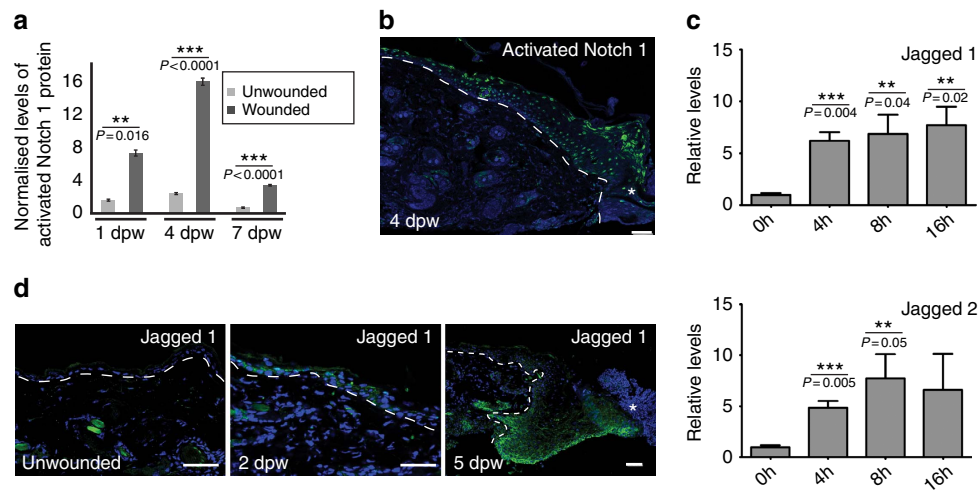 a
Normalised levels of
activated Notch 1 protein
16
12
8
4
0
**
P=0.016
***
P<0.0001
***
P<0.0001
Unwounded
Wounded
1 dpw
4 dpw
7 dpw
b
Activated Notch 1
*
4 dpw
c
Jagged 1
Relative levels
15
10
5
0
***
P=0.004
**
P=0.04
**
P=0.02
0h
4h
8h
16h
Jagged 2
Relative levels
15
10
5
0
***
P=0.005
**
P=0.05
0h
4h
8h
16h
d
Jagged 1
Unwounded
Jagged 1
2 dpw
Jagged 1
*
5 dpw